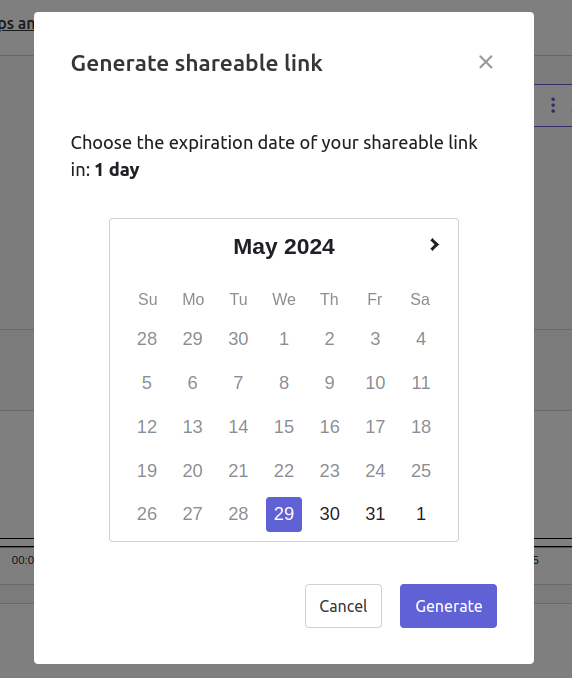 ps an
Generate shareable link
Choose the expiration date of your shareable link
in: 1 day
May 2024
Su Mo Tu We Th Fr Sa
28 29 30 1 2 3 4
5 6 7 8 9 10 11
12 13 14 15 16 17 18
19 20 21 22 23 24 25
26 27 28 29 30 31 1
00:0
5
Cancel Generate